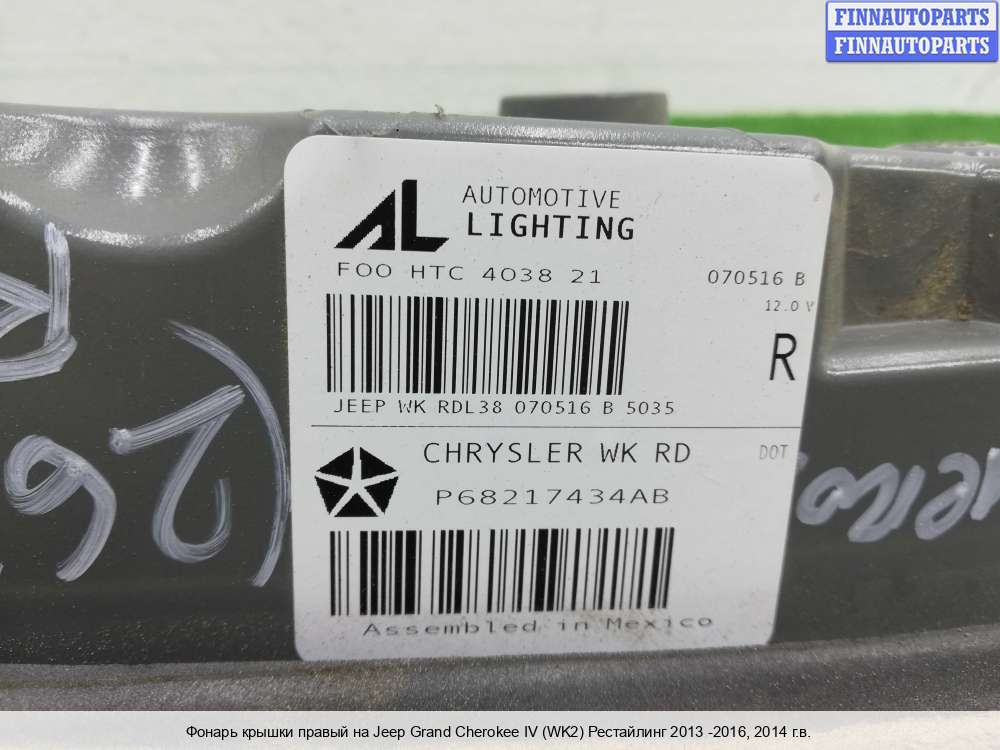 FINNAUTOPARTS
FINNAUTOPARTS
AL
AUTOMOTIVE
LIGHTING
FOO HTC 4038 21
070516 B
12.0 V
R
JEEP WK RDL38 070516 B 5035
CHRYSLER WK RD
DOT
P68217434AB
Assembled in Mexico
Фонарь крышки правый на Jeep Grand Cherokee IV (WK2) Рестайлинг 2013 -2016, 2014 г.в.